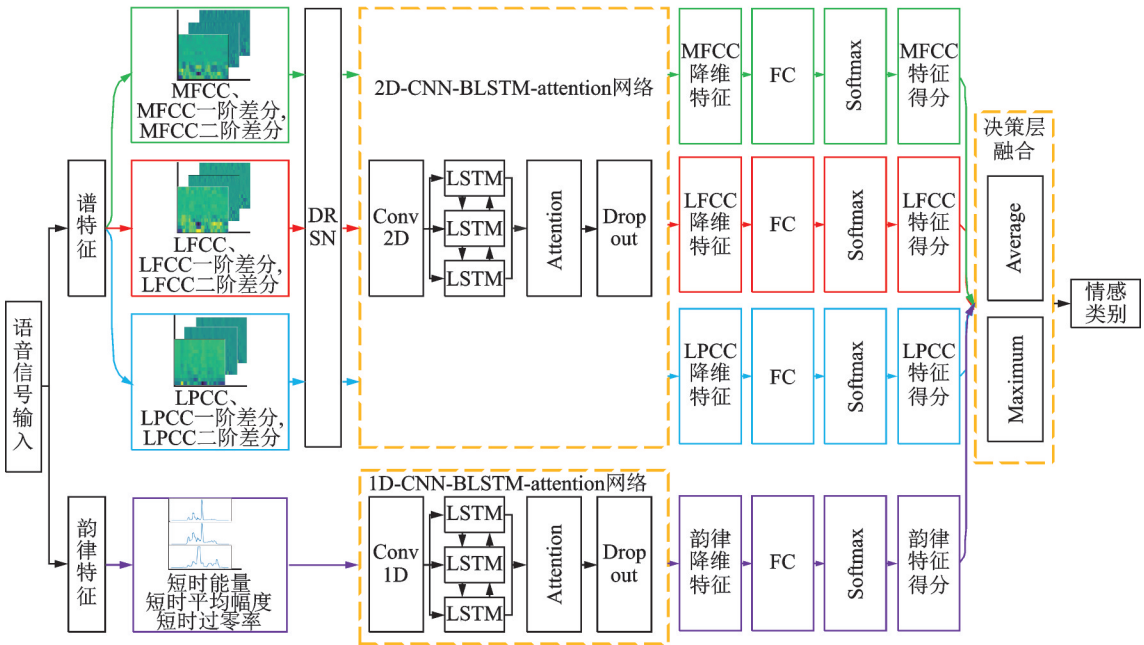 语音信号输入
谱特征
韵律特征
MFCC、
MFCC一阶差分,
MFCC二阶差分
LFCC、
LFCC一阶差分,
LFCC二阶差分
LPCC、
LPCC一阶差分,
LPCC二阶差分
短时能量
短时平均幅度
短时过零率
DR
SN
2D-CNN-BLSTM-attention网络
Conv
2D
LSTM
LSTM
LSTM
Attention
Drop
out
1D-CNN-BLSTM-attention网络
Conv
1D
LSTM
LSTM
LSTM
Attention
Drop
out
MFCC
降维
特征
FC
Softmax
MFCC
特征
得分
LFCC
降维
特征
FC
Softmax
LFCC
特征
得分
LPCC
降维
特征
FC
Softmax
LPCC
特征
得分
韵律
降维
特征
FC
Softmax
韵律
特征
得分
决策层
融合
Average
Maximum
情感
类别